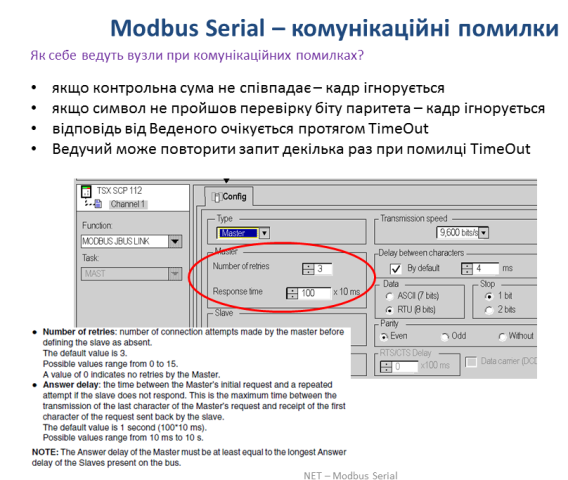 Modbus Serial – комунікаційні помилки
Як себе ведуть вузли при комунікаційних помилках?
• якщо контрольна сума не співпадає – кадр ігнорується
• якщо символ не пройшов перевірку біту паритета – кадр ігнорується
• відповідь від Веденого очікується протягом TimeOut
• Ведучий може повторити запит декілька раз при помилці TimeOut
TSX SCP 112
Channel 1
Function:
MODBUS JBUS LINK
Task:
MAST
Config
Type
Master
Master
Number of retries
3
Response time
100 x 10 ms
Slave
Transmission speed
9,600 bits/s
Delay between characters
By default 4 ms
Data
ASCII (7 bits)
RTU (8 bits)
Stop
1 bit
2 bits
Parity
Even Odd Without
RTS/CTS Delay
0 x100 ms
Data carrier (DCD
• Number of retries: number of connection attempts made by the master before
defining the slave as absent.
The default value is 3.
Possible values range from 0 to 15.
A value of 0 indicates no retries by the Master.
• Answer delay: the time between the Master's initial request and a repeated
attempt if the slave does not respond. This is the maximum time between the
transmission of the last character of the Master's request and receipt of the first
character of the request sent back by the slave.
The default value is 1 second (100*10 ms).
Possible values range from 10 ms to 10 s.
NOTE: The Answer delay of the Master must be at least equal to the longest Answer
delay of the Slaves present on the bus.
NET – Modbus Serial